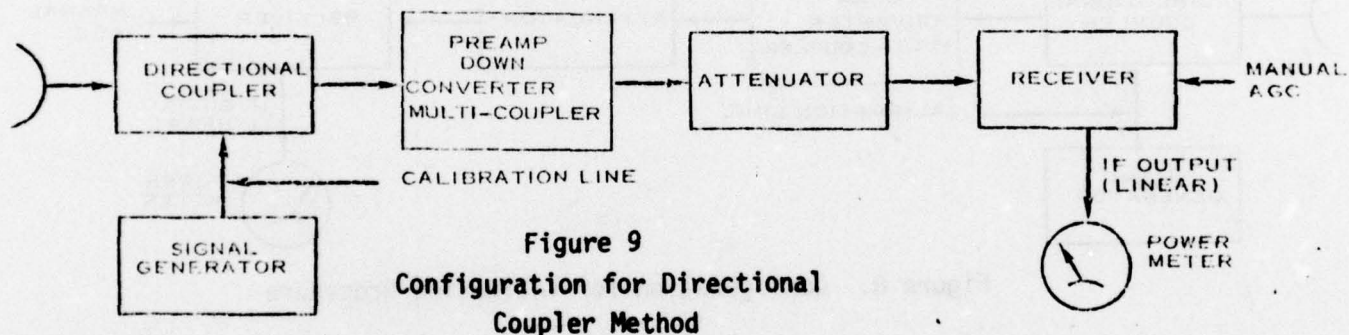 DIRECTIONAL
COUPLER
PREAMP
DOWN
CONVERTER
MULTI-COUPLER
ATTENUATOR
RECEIVER
MANUAL
AGC
CALIBRATION LINE
IF OUTPUT
(LINEAR)
SIGNAL
GENERATOR
POWER
METER
Figure 9
Configuration for Directional
Coupler Method